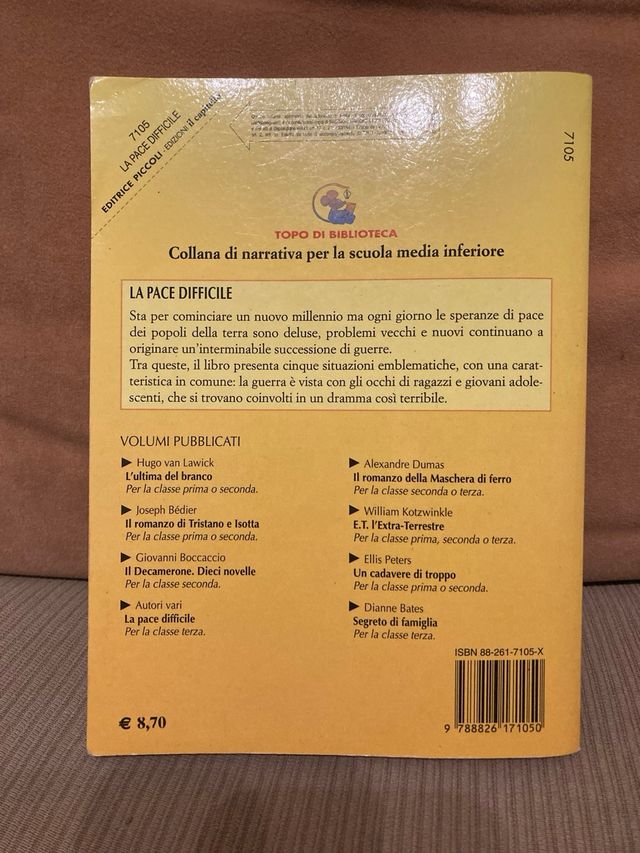 7105
LA PACE DIFFICILE
EDITRICE PICCOLI - EDIZIONI il capitello
7105
TOPO DI BIBLIOTECA
Collana di narrativa per la scuola media inferiore
LA PACE DIFFICILE
Sta per cominciare un nuovo millennio ma ogni giorno le speranze di pace
dei popoli della terra sono deluse, problemi vecchi e nuovi continuano a
originare un'interminabile successione di guerre.
Tra queste, il libro presenta cinque situazioni emblematiche, con una carat-
teristica in comune: la guerra è vista con gli occhi di ragazzi e giovani adole-
scenti, che si trovano coinvolti in un dramma così terribile.
VOLUMI PUBBLICATI
Hugo van Lawick
L'ultima del branco
Per la classe prima o seconda.
Joseph Bédier
Il romanzo di Tristano e Isotta
Per la classe prima o seconda.
Giovanni Boccaccio
Il Decamerone. Dieci novelle
Per la classe seconda.
Autori vari
La pace difficile
Per la classe terza.
Alexandre Dumas
Il romanzo della Maschera di ferro
Per la classe seconda o terza.
William Kotzwinkle
E.T. l'Extra-Terrestre
Per la classe prima, seconda o terza.
Ellis Peters
Un cadavere di troppo
Per la classe prima o seconda.
Dianne Bates
Segreto di famiglia
Per la classe terza.
ISBN 88-261-7105-X
9 788826 171050
€ 8,70